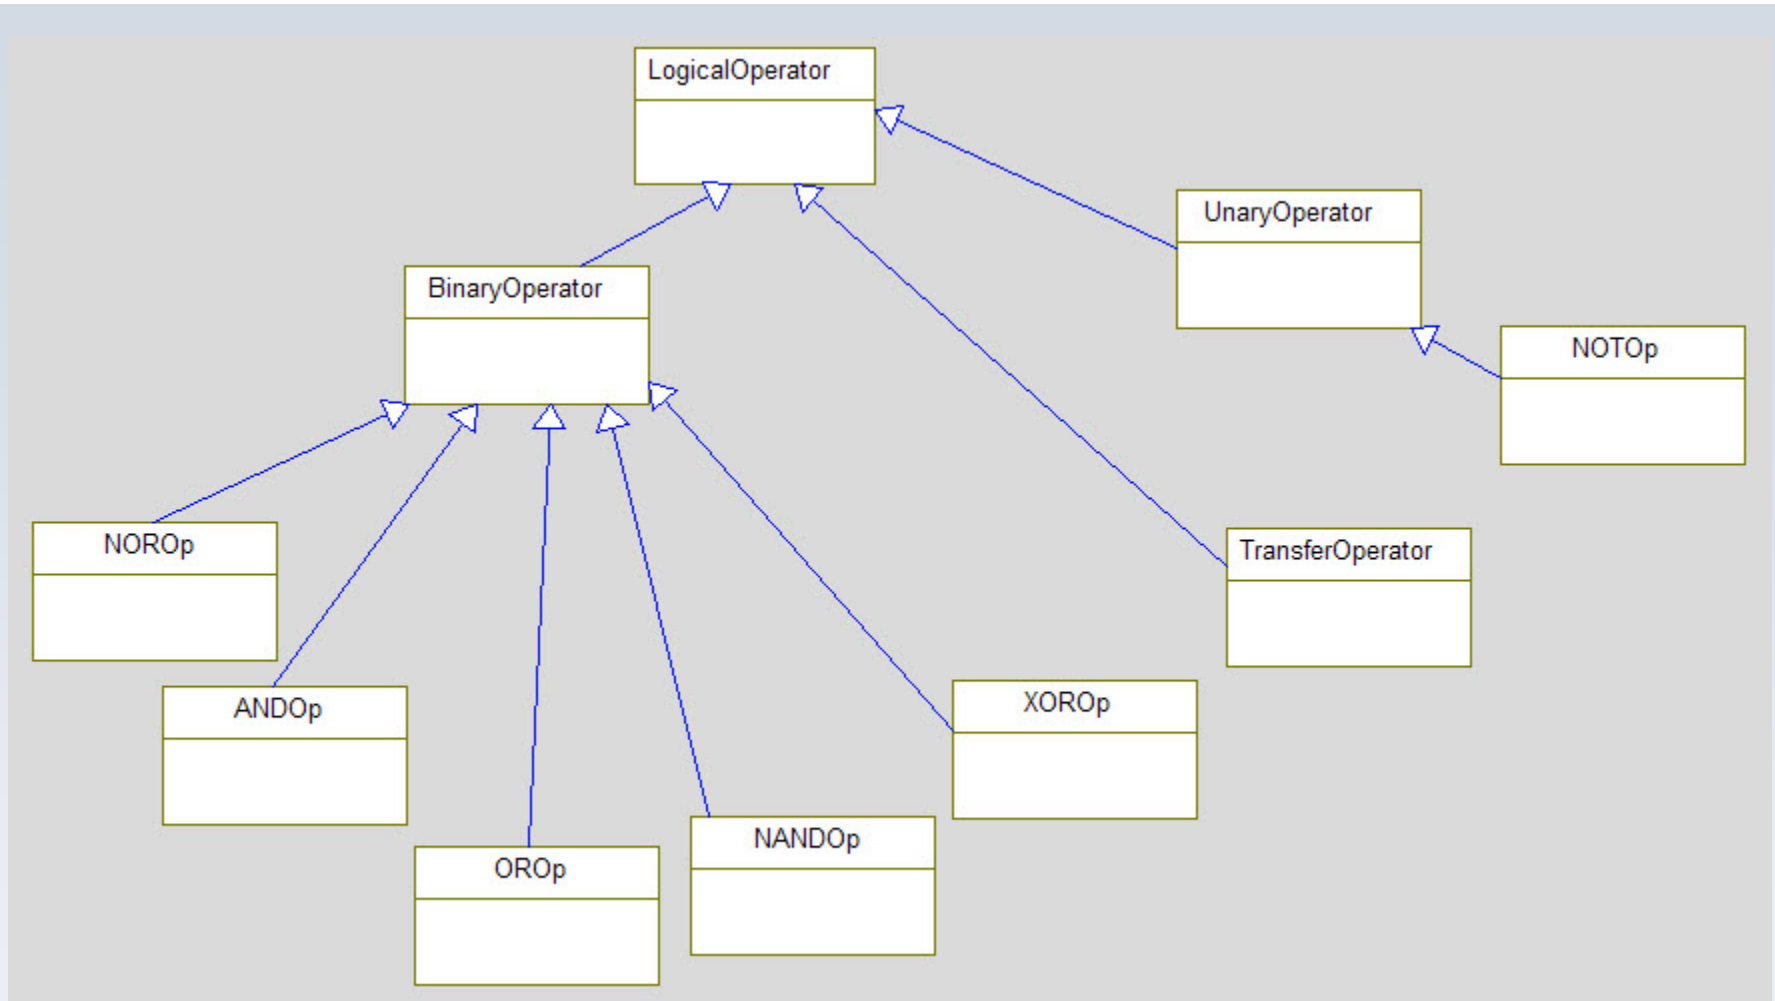 LogicalOperator
UnaryOperator
BinaryOperator
NOTOp
NOROp
TransferOperator
ANDOp
XOROp
NANDOp
OROp